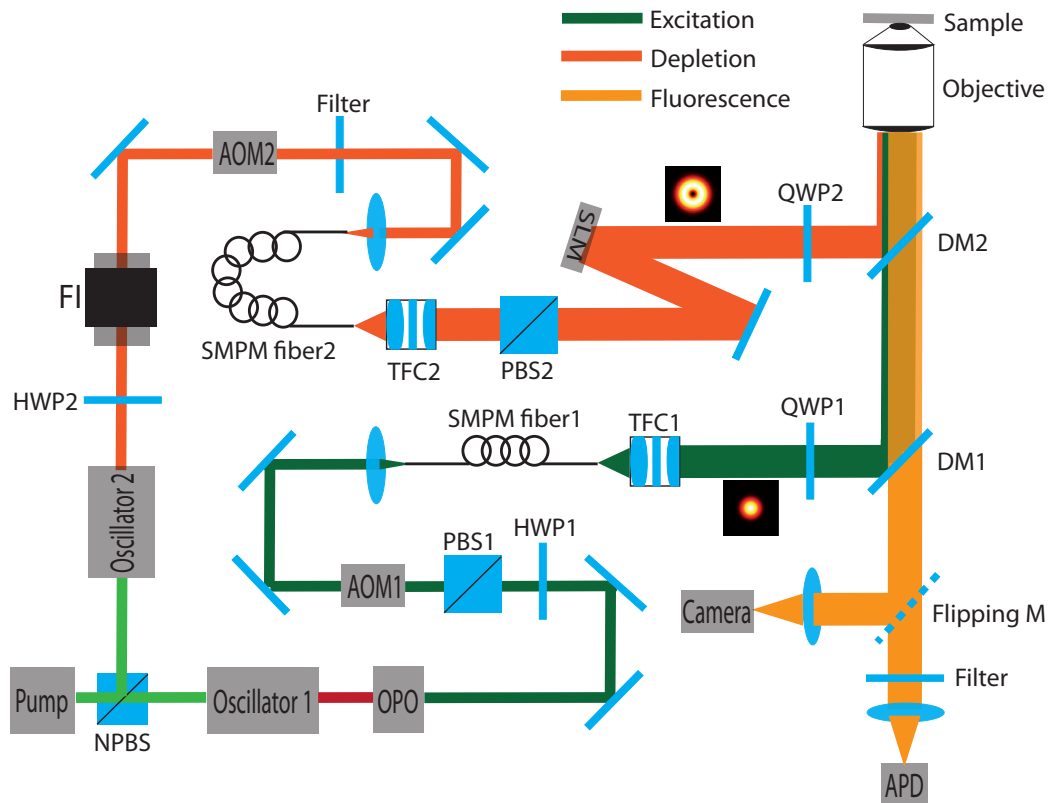 Excitation
Depletion
Fluorescence
Sample
Objective
Filter
AOM2
SLM
QWP2
DM2
FI
SMPM fiber2
TFC2
PBS2
HWP2
SMPM fiber1
TFC1
QWP1
DM1
Oscillator 2
PBS1
HWP1
AOM1
Camera
Flipping M
Pump
NPBS
Oscillator 1
OPO
Filter
APD